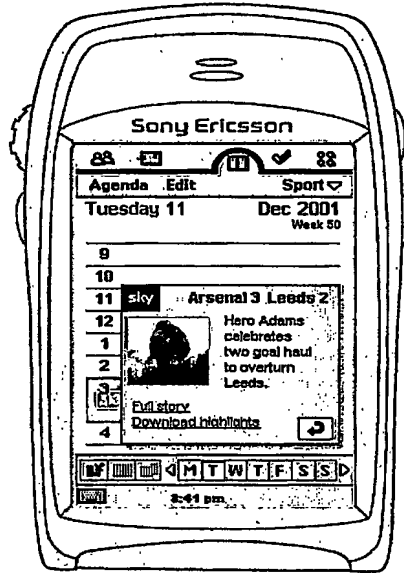 Sony Ericsson
Agenda Edit Sport
Tuesday 11 Dec 2001
Week 50
9
10
11
12
1
2
3
4
sky Arsenal 3 Leeds 2
Hero Adams
celebrates
two goal haul
to overturn
Leeds.
Full story
Download highlights
M T W T F S S
3:41 pm